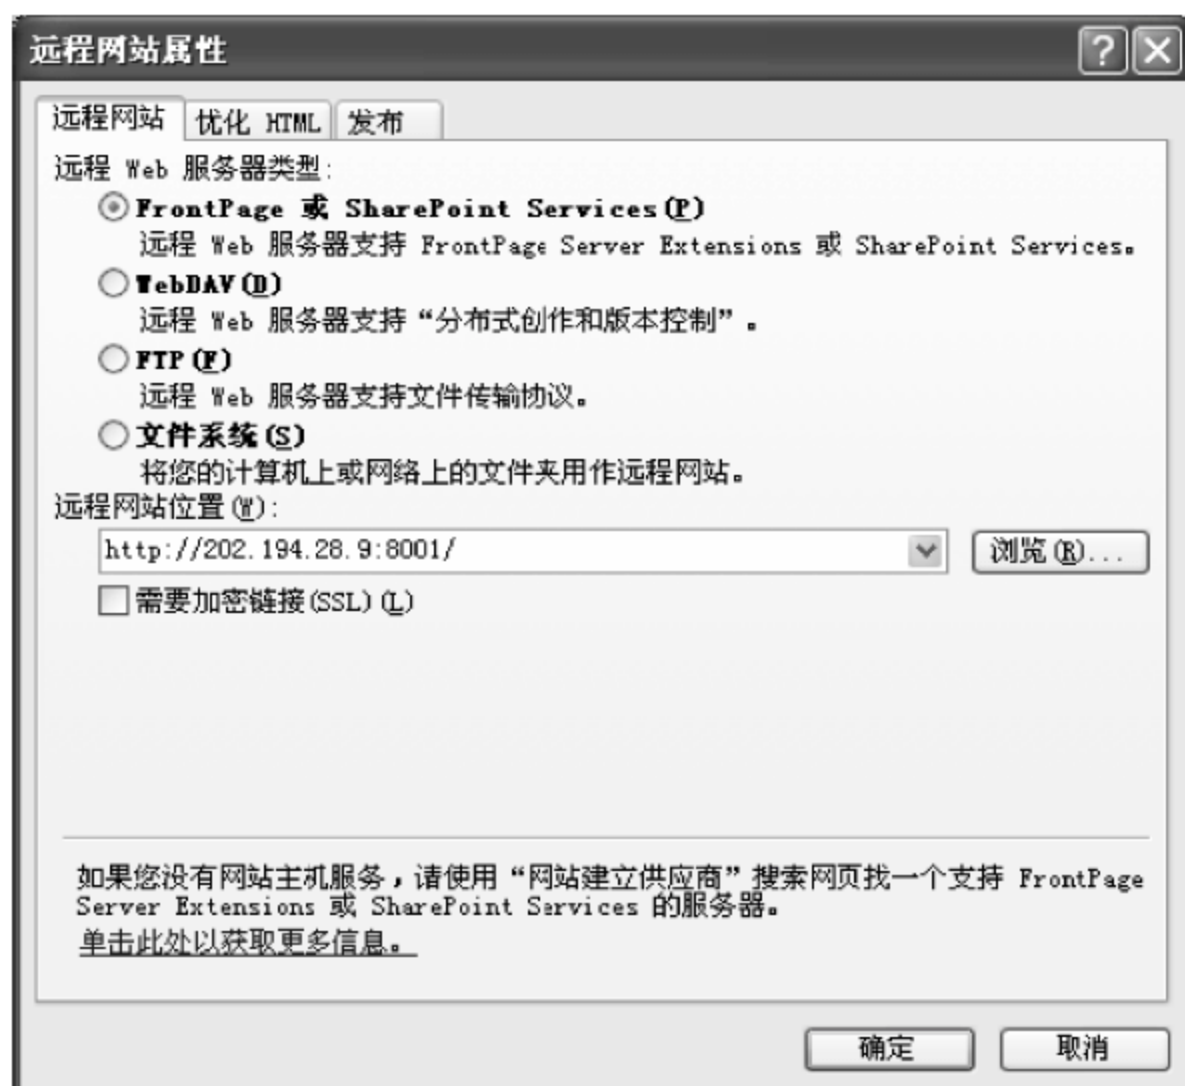 远程网站属性
远程网站 优化 HTML 发布
远程 Web 服务器类型:
FrontPage 或 SharePoint Services(P)
远程 Web 服务器支持 FrontPage Server Extensions 或 SharePoint Services。
WebDAV(D)
远程 Web 服务器支持“分布式创作和版本控制”。
FTP(F)
远程 Web 服务器支持文件传输协议。
文件系统(S)
将您的计算机上或网络上的文件夹用作远程网站。
远程网站位置(W):
http://202.194.28.9:8001/
浏览(R)...
需要加密链接(SSL)(L)
如果您没有网站主机服务，请使用“网站建立供应商”搜索网页找一个支持 FrontPage
Server Extensions 或 SharePoint Services 的服务器。
单击此处以获取更多信息。
确定 取消